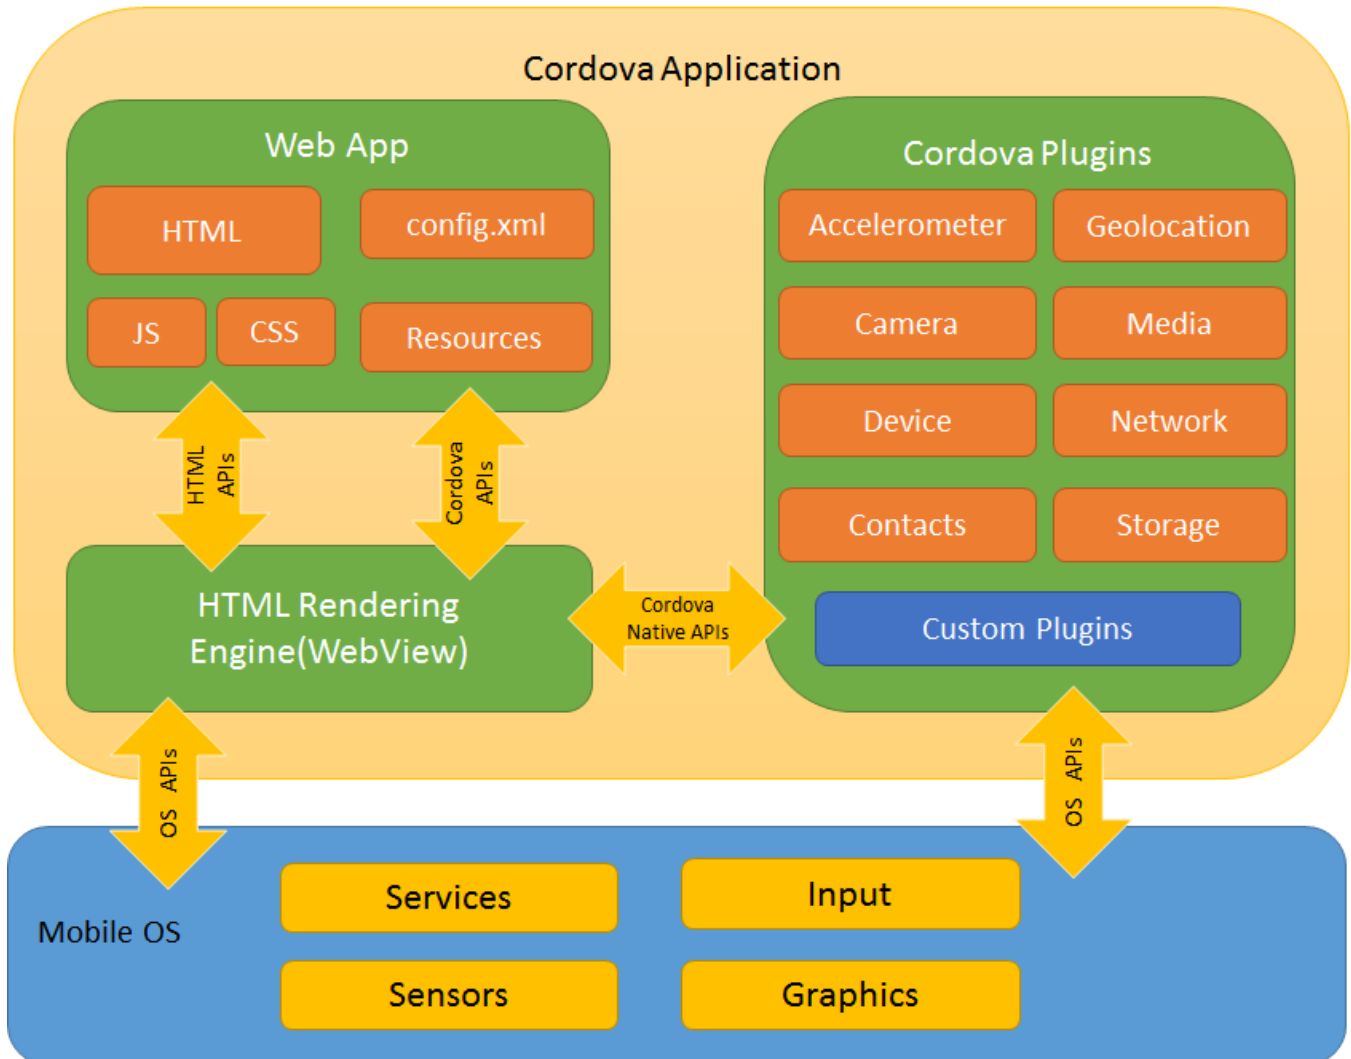 Cordova Application
Web App
HTML
config.xml
JS
CSS
Resources
HTML
APIs
Cordova
APIs
HTML Rendering
Engine(WebView)
Cordova
Native APIs
Cordova Plugins
Accelerometer
Geolocation
Camera
Media
Device
Network
Contacts
Storage
Custom Plugins
OS APIs
OS APIs
Mobile OS
Services
Input
Sensors
Graphics